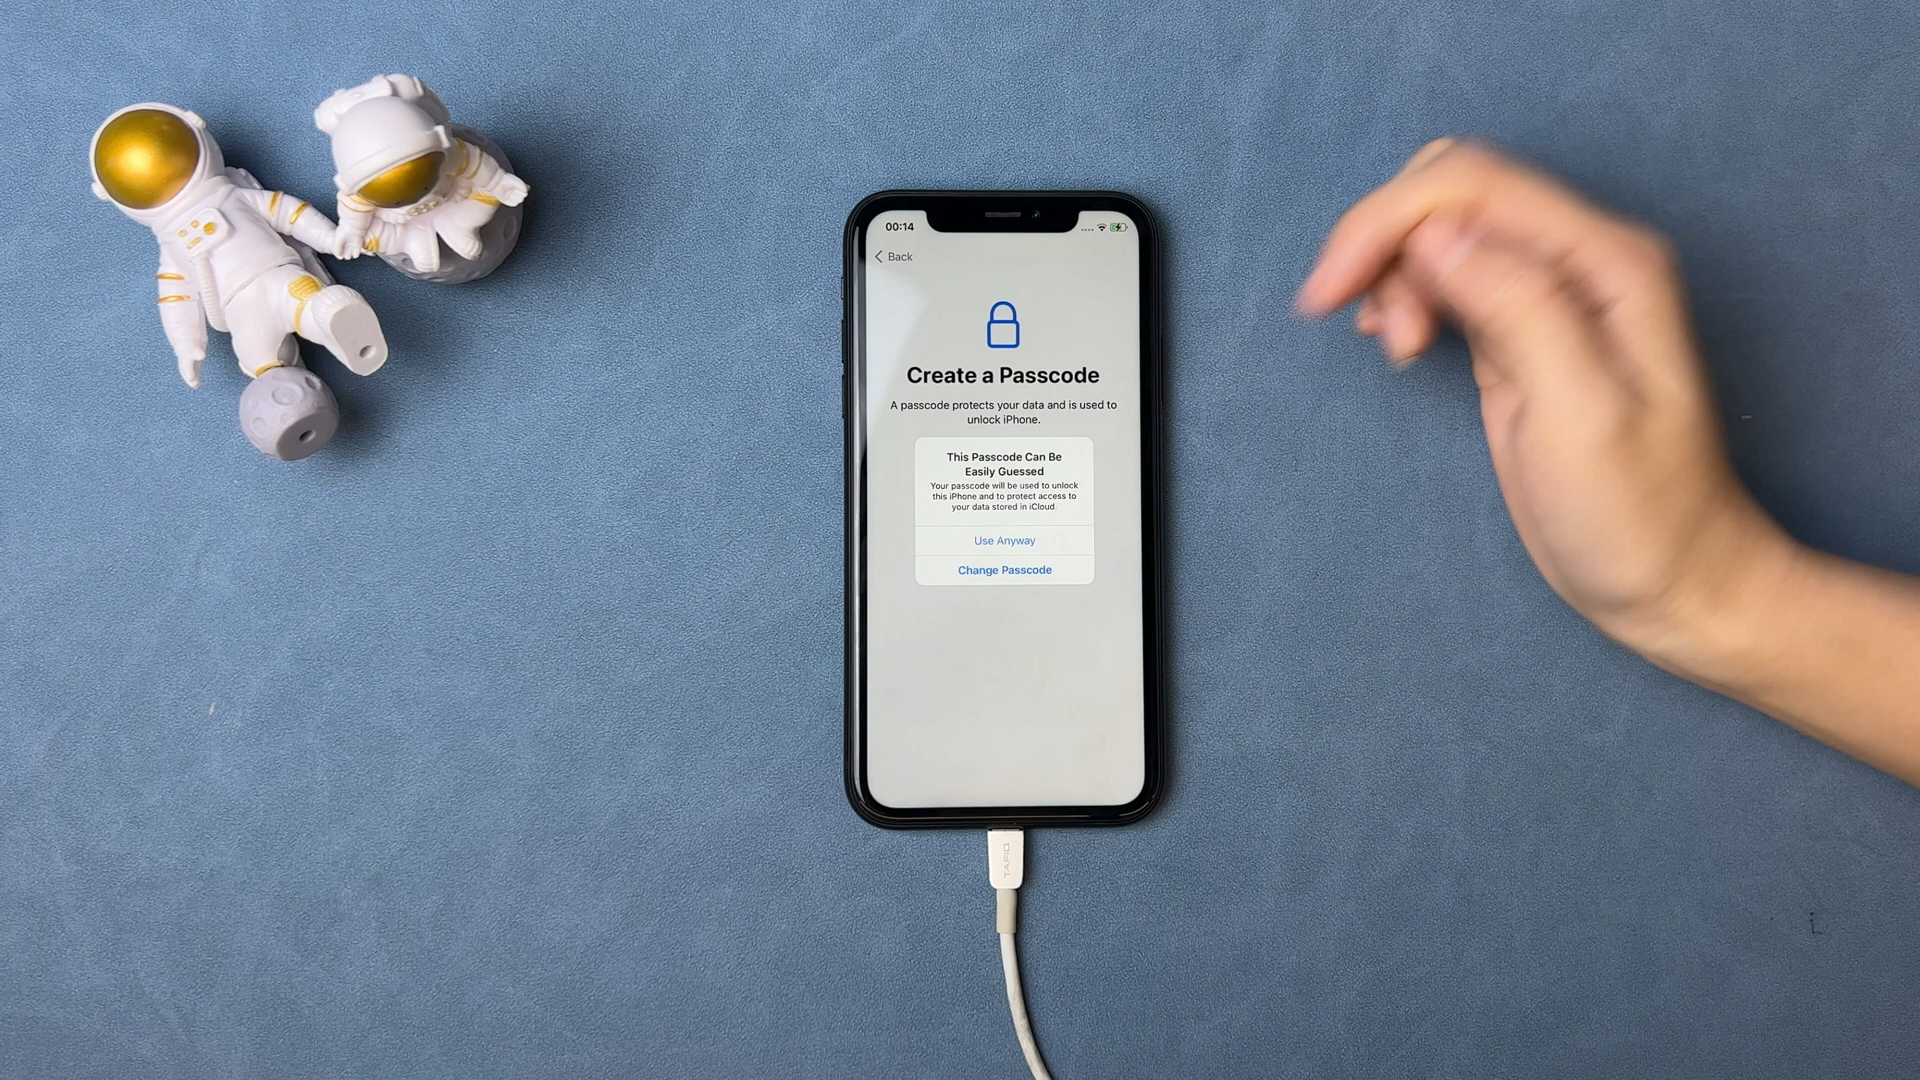 00:14
Back
Create a Passcode
A passcode protects your data and is used to
unlock iPhone.
This Passcode Can Be
Easily Guessed
Your passcode will be used to unlock
this iPhone and to protect access to
your data stored in iCloud.
Use Anyway
Change Passcode